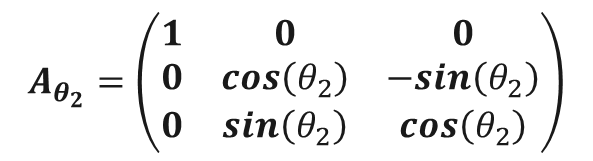 1 0 0
A_θ₂ = ( 0 cos(θ₂) −sin(θ₂) )
0 sin(θ₂) cos(θ₂)